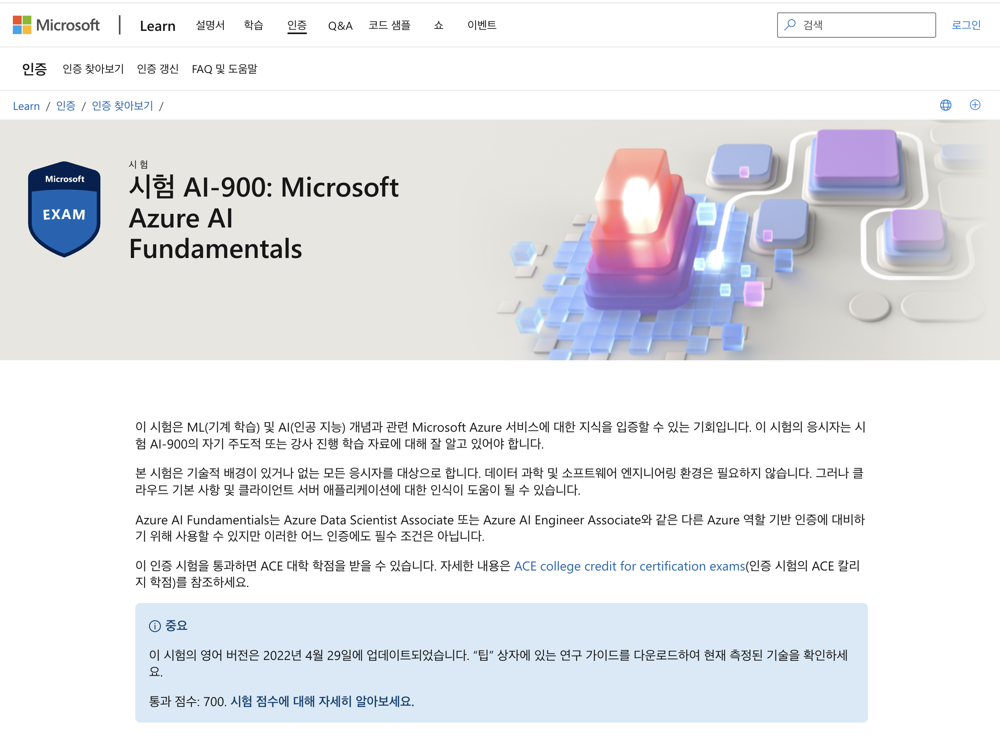 Microsoft | Learn 설명서 학습 인증 Q&A 코드 샘플 쇼 이벤트 검색 로그인
인증 인증 찾아보기 인증 갱신 FAQ 및 도움말
Learn / 인증 / 인증 찾아보기 /
Microsoft
EXAM
시험
시험 AI-900: Microsoft
Azure AI
Fundamentals
이 시험은 ML(기계 학습) 및 AI(인공 지능) 개념과 관련 Microsoft Azure 서비스에 대한 지식을 입증할 수 있는 기회입니다. 이 시험의 응시자는 시
험 AI-900의 자기 주도적 또는 강사 진행 학습 자료에 대해 잘 알고 있어야 합니다.
본 시험은 기술적 배경이 있거나 없는 모든 응시자를 대상으로 합니다. 데이터 과학 및 소프트웨어 엔지니어링 환경은 필요하지 않습니다. 그러나 클
라우드 기본 사항 및 클라이언트 서버 애플리케이션에 대한 인식이 도움이 될 수 있습니다.
Azure AI Fundamentials는 Azure Data Scientist Associate 또는 Azure AI Engineer Associate와 같은 다른 Azure 역할 기반 인증에 대비하
기 위해 사용할 수 있지만 이러한 어느 인증에도 필수 조건은 아닙니다.
이 인증 시험을 통과하면 ACE 대학 학점을 받을 수 있습니다. 자세한 내용은 ACE college credit for certification exams(인증 시험의 ACE 칼리
지 학점)를 참조하세요.
중요
이 시험의 영어 버전은 2022년 4월 29일에 업데이트되었습니다. “팁” 상자에 있는 연구 가이드를 다운로드하여 현재 측정된 기술을 확인하세
요.
통과 점수: 700. 시험 점수에 대해 자세히 알아보세요.